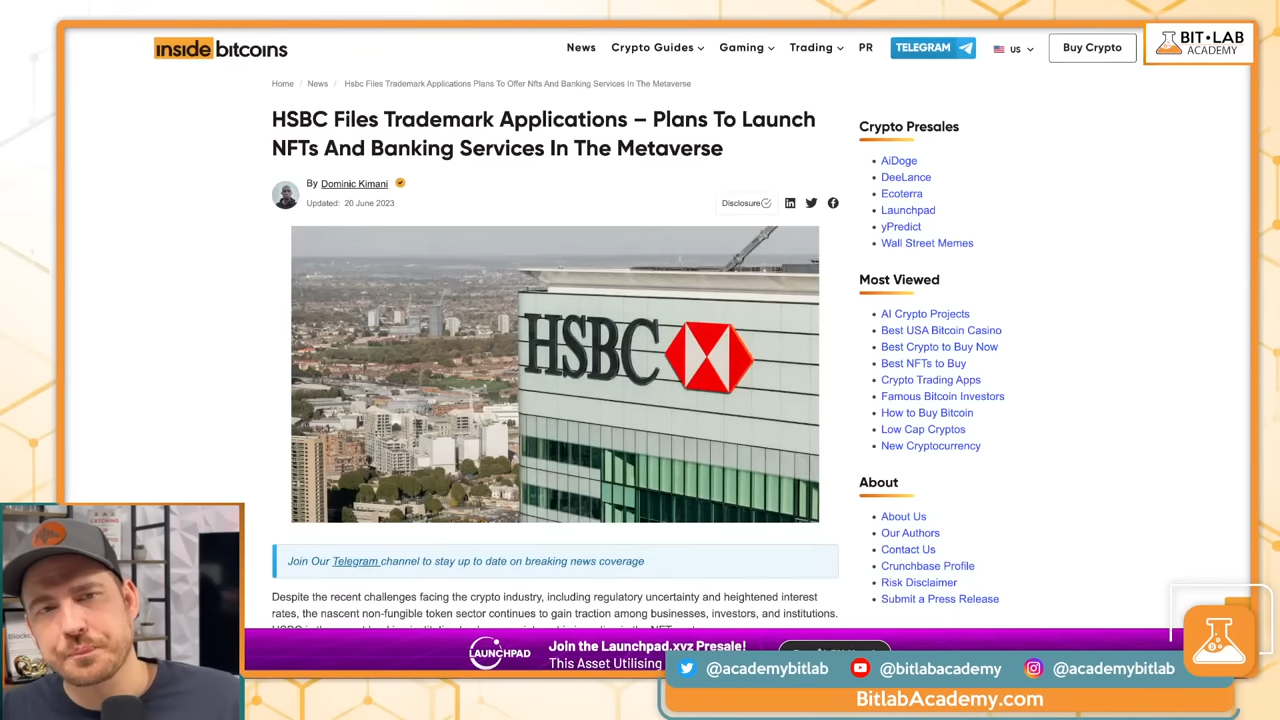 inside bitcoins
News
Crypto Guides
Gaming
Trading
PR
TELEGRAM
US
Buy Crypto
BIT•LAB
ACADEMY
Home / News / Hsbc Files Trademark Applications Plans To Offer Nfts And Banking Services In The Metaverse
HSBC Files Trademark Applications – Plans To Launch
NFTs And Banking Services In The Metaverse
By Dominic Kimani
Updated: 20 June 2023
Disclosure
HSBC
Join Our Telegram channel to stay up to date on breaking news coverage
Despite the recent challenges facing the crypto industry, including regulatory uncertainty and heightened interest
rates, the nascent non-fungible token sector continues to gain traction among businesses, investors, and institutions.
Crypto Presales
AiDoge
DeeLance
Ecoterra
Launchpad
yPredict
Wall Street Memes
Most Viewed
AI Crypto Projects
Best USA Bitcoin Casino
Best Crypto to Buy Now
Best NFTs to Buy
Crypto Trading Apps
Famous Bitcoin Investors
How to Buy Bitcoin
Low Cap Cryptos
New Cryptocurrency
About
About Us
Our Authors
Contact Us
Crunchbase Profile
Risk Disclaimer
Submit a Press Release
LAUNCHPAD
Join the Launchpad.xyz Presale!
This Asset Utilising
@academybitlab
@bitlabacademy
@academybitlab
BitlabAcademy.com